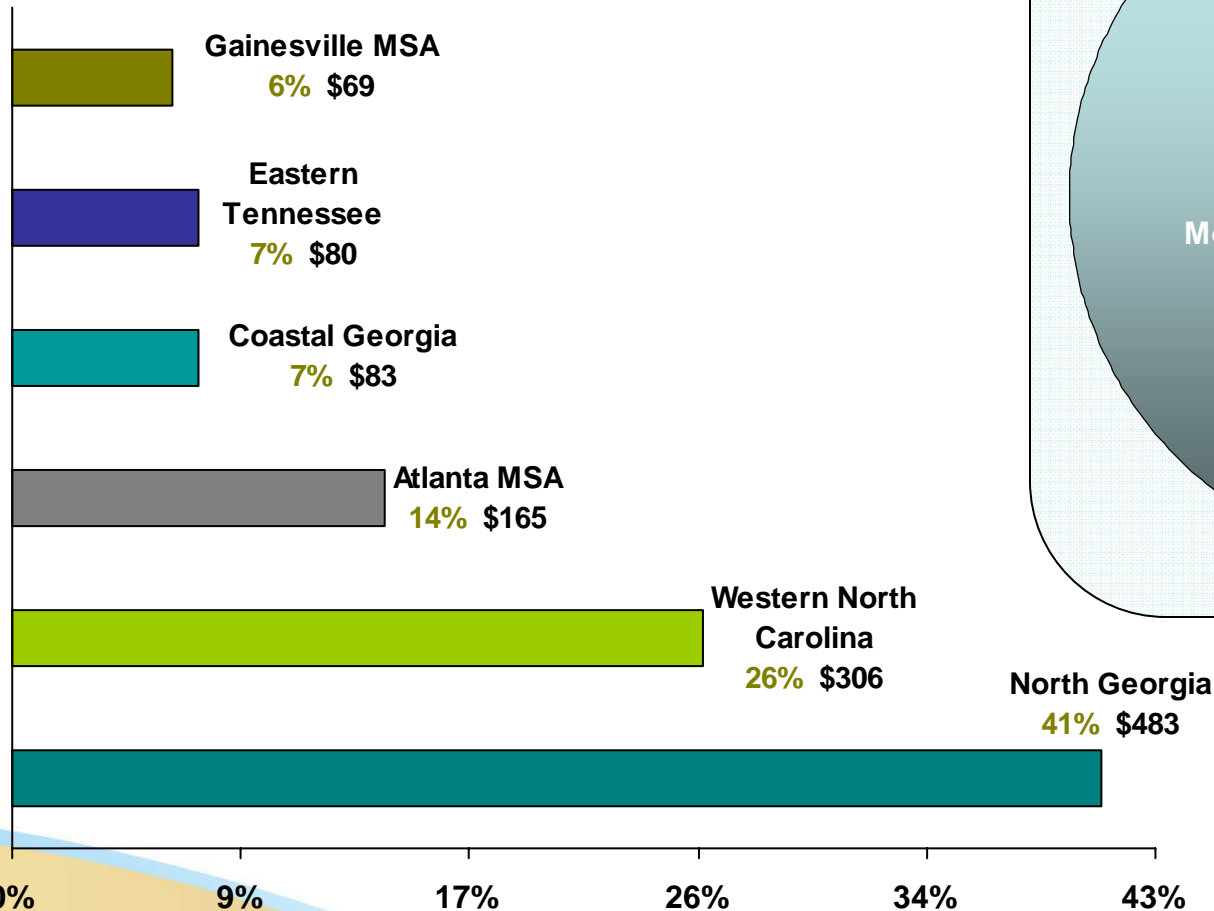 Gainesville MSA
6% $69
Eastern
Tennessee
7% $80
Coastal Georgia
7% $83
Atlanta MSA
14% $165
Western North
Carolina
26% $306
North Georgia
41% $483
0% 9% 17% 26% 34% 43%